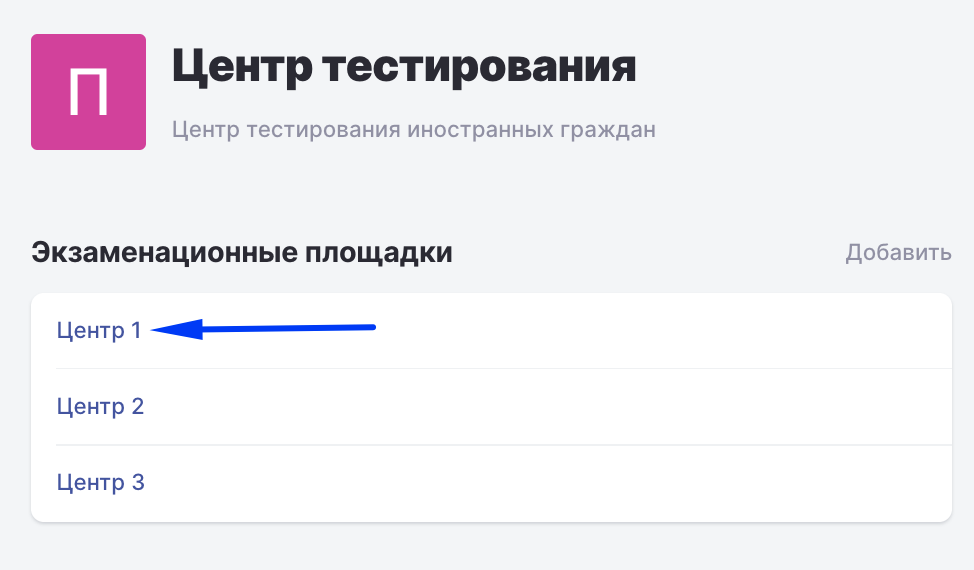 П
Центр тестирования
Центр тестирования иностранных граждан
Экзаменационные площадки
Добавить
Центр 1
Центр 2
Центр 3